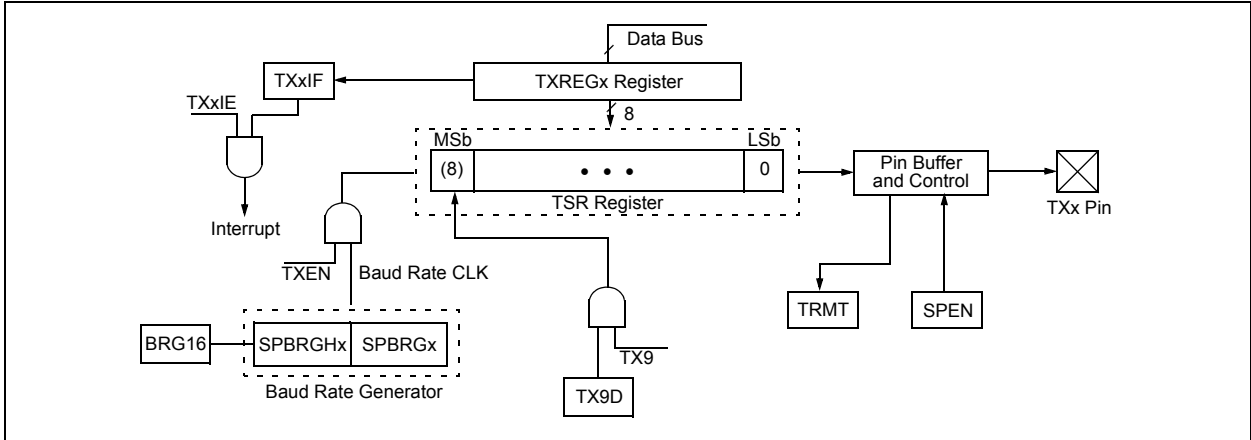 Data Bus
TXxIF
TXREGx Register
TXxIE
8
MSb
LSb
(8)
• • •
0
Pin Buffer
and Control
TSR Register
TXx Pin
Interrupt
TXEN
Baud Rate CLK
TRMT
SPEN
BRG16
SPBRGHx
SPBRGx
TX9
Baud Rate Generator
TX9D